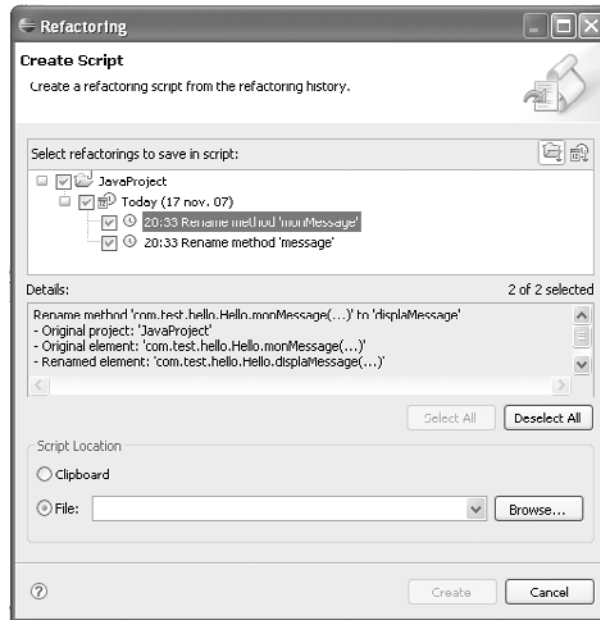 Refactoring
Create Script
Create a refactoring script from the refactoring history.
Select refactorings to save in script:
JavaProject
Today (17 nov. 07)
20:33 Rename method 'monMessage'
20:33 Rename method 'message'
Details:
2 of 2 selected
Rename method 'com.test.hello.Hello.monMessage(...)' to 'displaMessage'
- Original project: 'JavaProject'
- Original element: 'com.test.hello.Hello.monMessage(...)'
- Renamed element: 'com.test.hello.Hello.displaMessage(...)'
Select All
Deselect All
Script Location
Clipboard
File:
Browse...
?
Create
Cancel